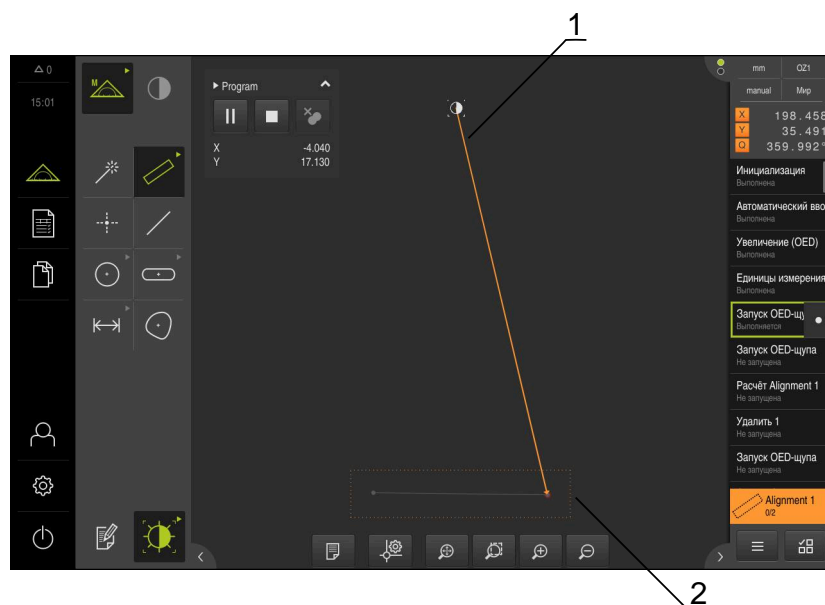 1
0
15:01
M
Program
X -4.040
Y 17.130
mm OZ1
manual Мир
X 198.458
Y 35.491
Q 359.992°
Инициализация
Выполнена
Автоматический вво
Выполнена
Увеличение (OED)
Выполнена
Единицы измерения
Выполнена
Запуск OED-щу
Выполняется
Запуск OED-щупа
Не запущена
Расчёт Alignment 1
Не запущена
Удалить 1
Не запущена
Запуск OED-щупа
Не запущена
Alignment 1
0/2
2